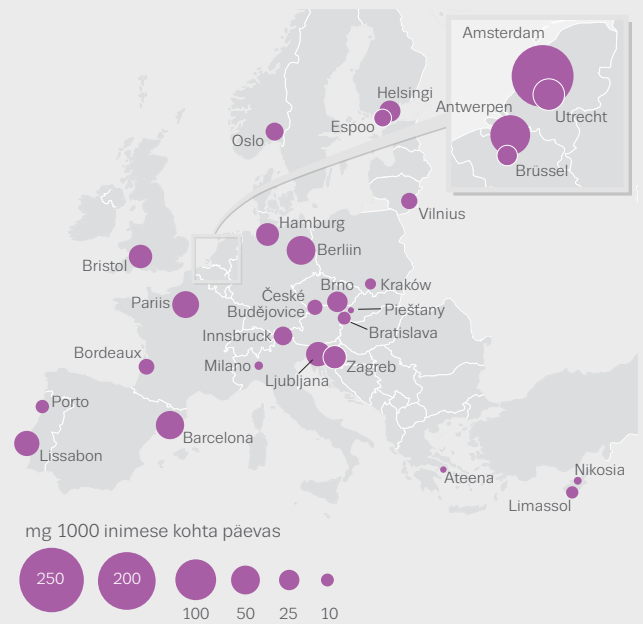 Amsterdam
Helsingi
Antwerpen
Utrecht
Espoo
Oslo
Brüssel
Vilnius
Hamburg
Berliin
Bristol
Brno
Kraków
České
Budějovice
Pariis
Piešťany
Bratislava
Innsbruck
Bordeaux
Milano
Zagreb
Ljubljana
Porto
Barcelona
Lissabon
Nikosia
Ateena
Limassol
mg 1000 inimese kohta päevas
250
200
100
50
25
10